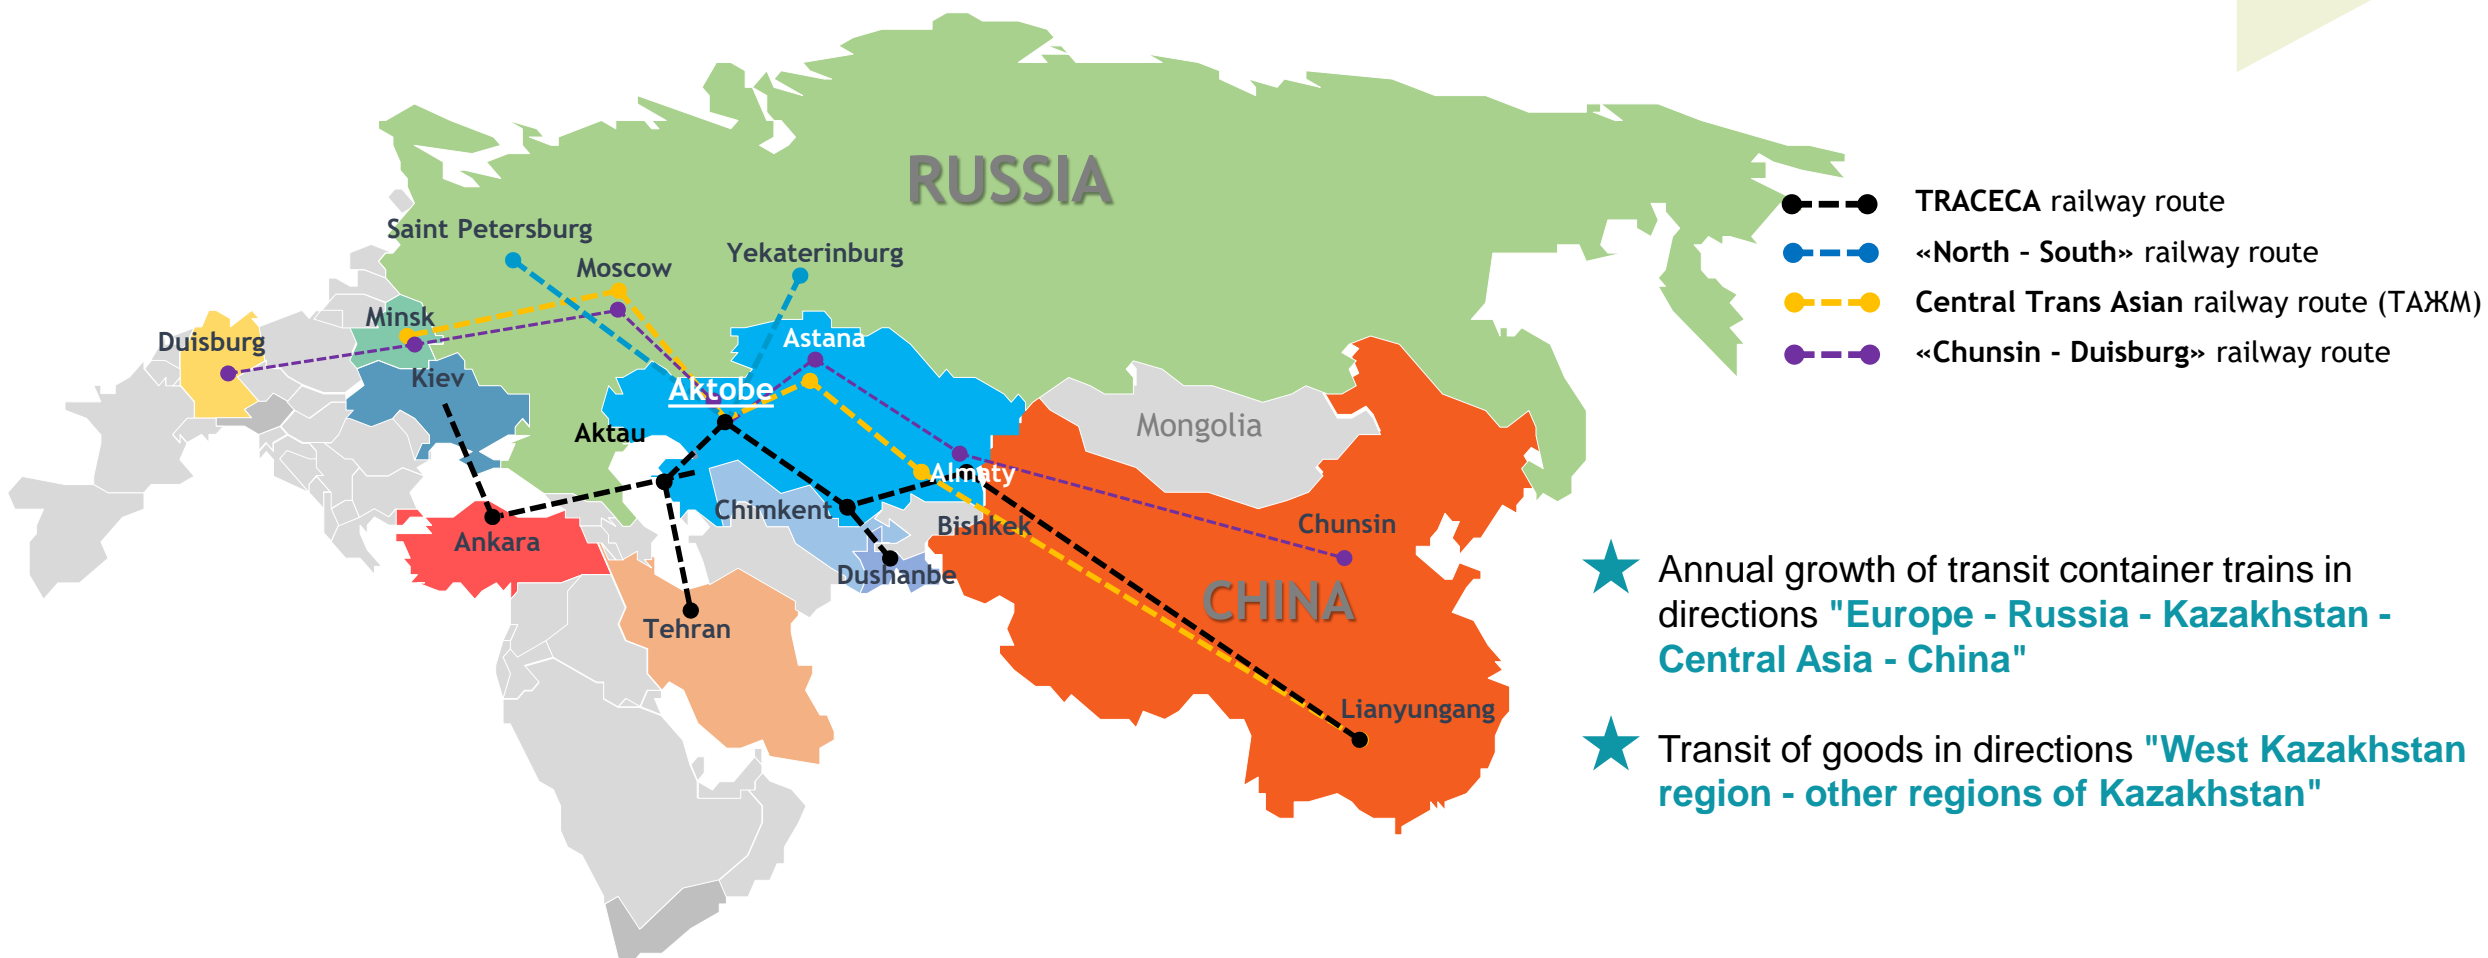 RUSSIA
Saint Petersburg
Moscow
Yekaterinburg
Minsk
Duisburg
Astana
Kiev
Aktobe
Aktau
Mongolia
Almaty
Chimkent
Bishkek
Chunsin
Ankara
Dushanbe
CHINA
Tehran
Lianyungang
TRACECA railway route
«North - South» railway route
Central Trans Asian railway route (ТАЖМ)
«Chunsin - Duisburg» railway route
Annual growth of transit container trains in
directions "Europe - Russia - Kazakhstan -
Central Asia - China"
Transit of goods in directions "West Kazakhstan
region - other regions of Kazakhstan"